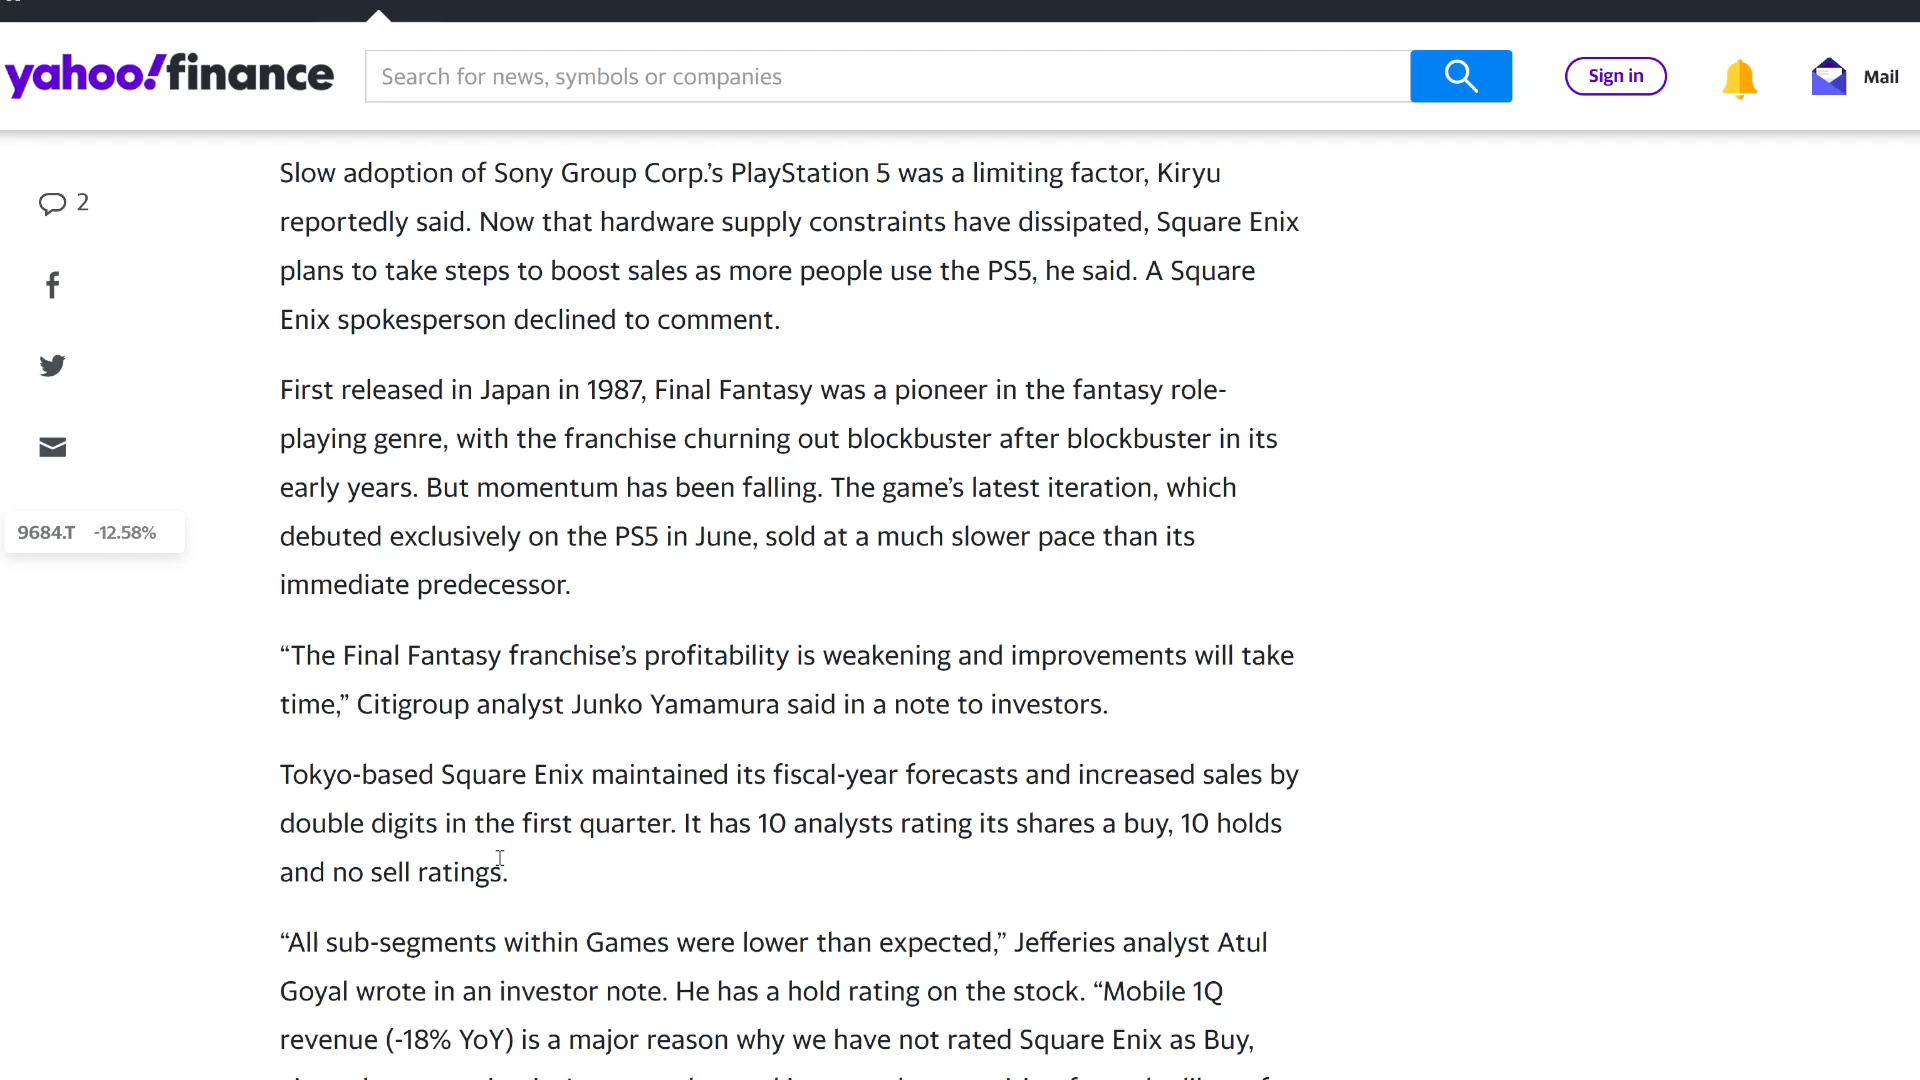 yahoo!finance
Search for news, symbols or companies
Sign in
Mail
2
9684.T -12.58%
Slow adoption of Sony Group Corp.’s PlayStation 5 was a limiting factor, Kiryu
reportedly said. Now that hardware supply constraints have dissipated, Square Enix
plans to take steps to boost sales as more people use the PS5, he said. A Square
Enix spokesperson declined to comment.
First released in Japan in 1987, Final Fantasy was a pioneer in the fantasy role-
playing genre, with the franchise churning out blockbuster after blockbuster in its
early years. But momentum has been falling. The game’s latest iteration, which
debuted exclusively on the PS5 in June, sold at a much slower pace than its
immediate predecessor.
“The Final Fantasy franchise’s profitability is weakening and improvements will take
time,” Citigroup analyst Junko Yamamura said in a note to investors.
Tokyo-based Square Enix maintained its fiscal-year forecasts and increased sales by
double digits in the first quarter. It has 10 analysts rating its shares a buy, 10 holds
and no sell ratings.
“All sub-segments within Games were lower than expected,” Jefferies analyst Atul
Goyal wrote in an investor note. He has a hold rating on the stock. “Mobile 1Q
revenue (-18% YoY) is a major reason why we have not rated Square Enix as Buy,